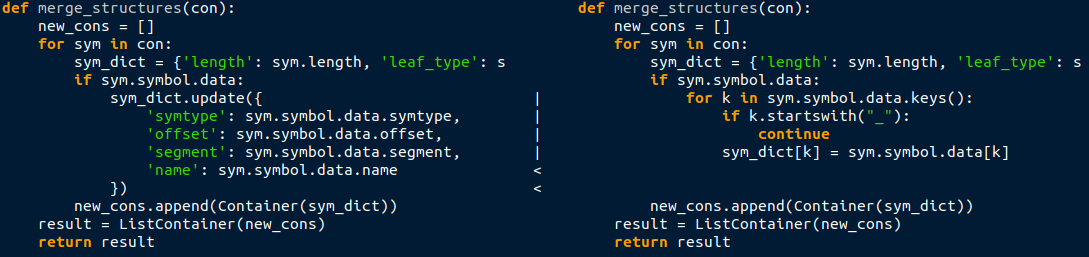 def merge_structures(con):
    new_cons = []
    for sym in con:
        sym_dict = {'length': sym.length, 'leaf_type': s
        if sym.symbol.data:
            sym_dict.update({ |
                'symtype': sym.symbol.data.symtype, |
                'offset': sym.symbol.data.offset, |
                'segment': sym.symbol.data.segment, |
                'name': sym.symbol.data.name <
            }) <
        new_cons.append(Container(sym_dict))
    result = ListContainer(new_cons)
    return result
def merge_structures(con):
    new_cons = []
    for sym in con:
        sym_dict = {'length': sym.length, 'leaf_type': s
        if sym.symbol.data:
            for k in sym.symbol.data.keys():
                if k.startswith("_"):
                    continue
                sym_dict[k] = sym.symbol.data[k]
        new_cons.append(Container(sym_dict))
    result = ListContainer(new_cons)
    return result